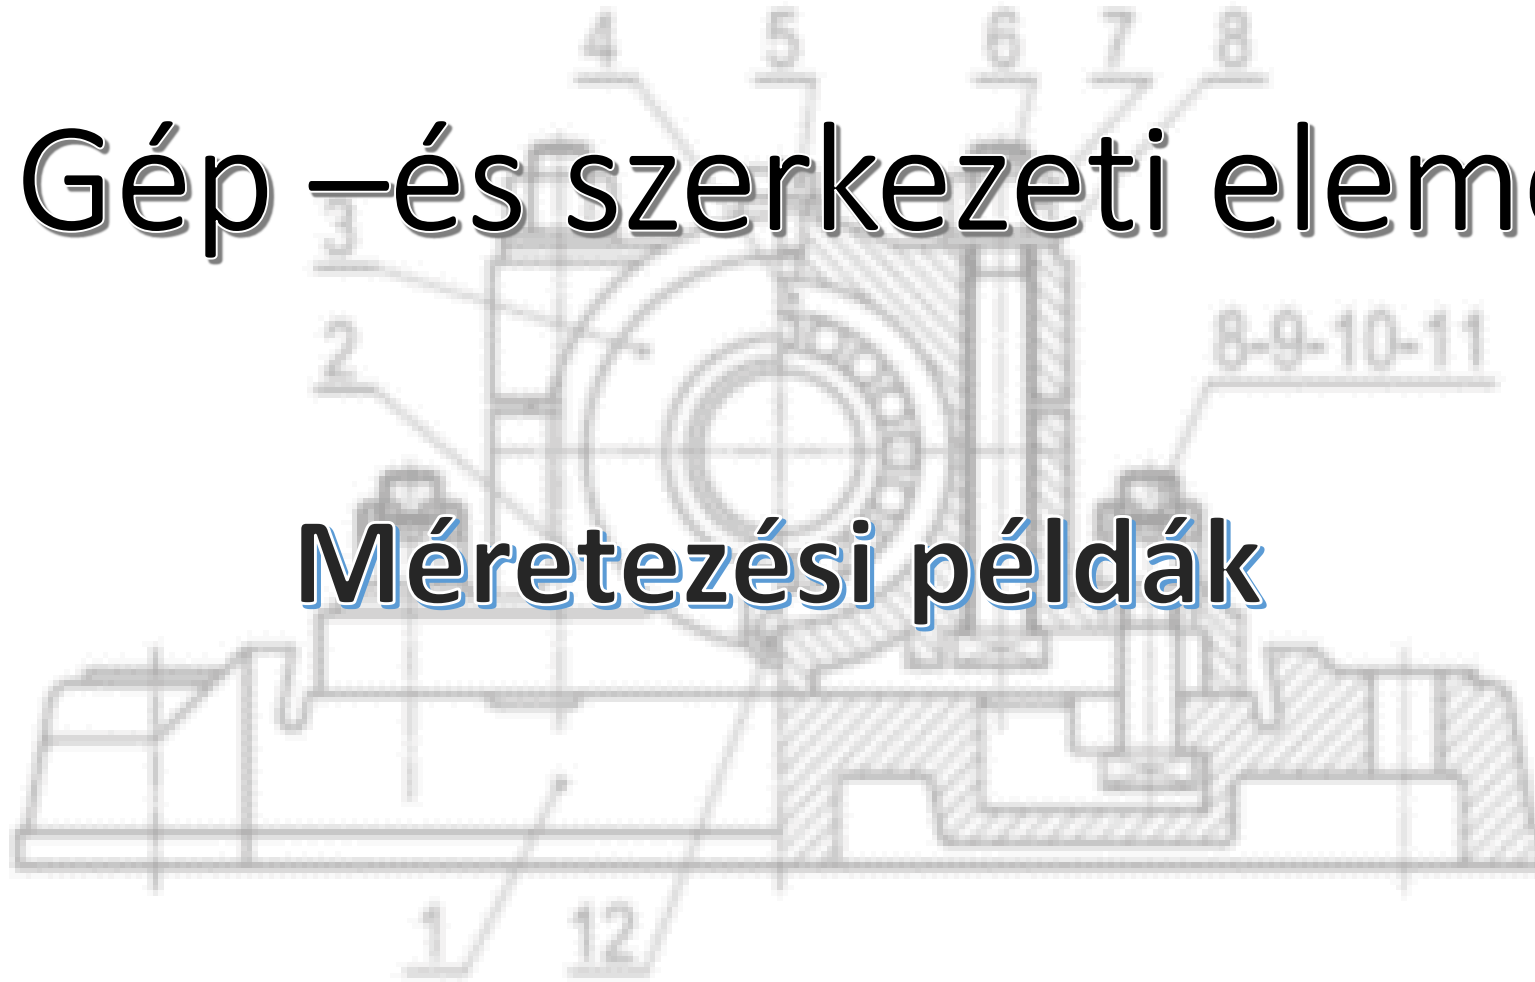 4 5 6 7 8
Gép –és szerkezeti elem
3
2
8-9-10-11
Méretezési példák
1 12